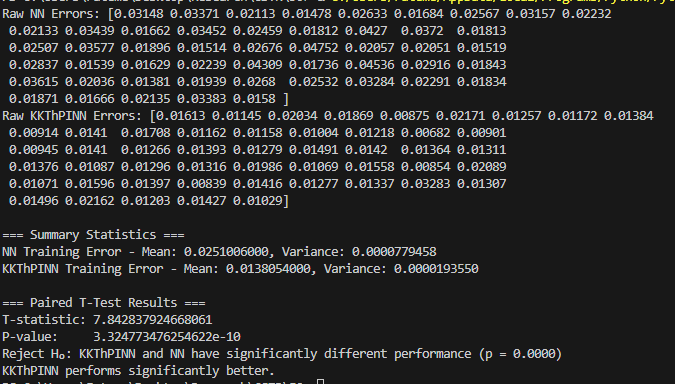 Raw NN Errors: [0.03148 0.03371 0.02113 0.01478 0.02633 0.01684 0.02567 0.03157 0.02232
0.02133 0.03439 0.01662 0.03452 0.02459 0.01812 0.0427 0.0372 0.01813
0.02507 0.03577 0.01896 0.01514 0.02676 0.04752 0.02057 0.02051 0.01519
0.02837 0.01539 0.01629 0.02239 0.04309 0.01736 0.04536 0.02916 0.01843
0.03615 0.02036 0.01381 0.01939 0.0268 0.02532 0.03284 0.02291 0.01834
0.01871 0.01666 0.02135 0.03383 0.0158 ]
Raw KKThPINN Errors: [0.01613 0.01145 0.02034 0.01869 0.00875 0.02171 0.01257 0.01172 0.01384
0.00914 0.0141 0.01708 0.01162 0.01158 0.01004 0.01218 0.00682 0.00901
0.00945 0.0141 0.01266 0.01393 0.01279 0.01491 0.0142 0.01364 0.01311
0.01376 0.01087 0.01296 0.01316 0.01986 0.01069 0.01558 0.00854 0.02089
0.01071 0.01596 0.01397 0.00839 0.01416 0.01277 0.01337 0.03283 0.01307
0.01496 0.02162 0.01203 0.01427 0.01029]
=== Summary Statistics ===
NN Training Error - Mean: 0.0251006000, Variance: 0.0000779458
KKThPINN Training Error - Mean: 0.0138054000, Variance: 0.0000193550
=== Paired T-Test Results ===
T-statistic: 7.842837924668061
P-value: 3.324773476254622e-10
Reject H₀: KKThPINN and NN have significantly different performance (p = 0.0000)
KKThPINN performs significantly better.